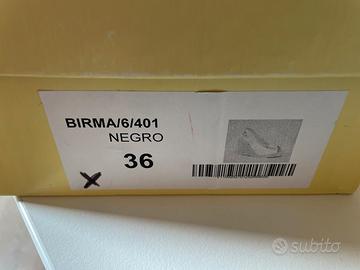 BIRMA/6/401
NEGRO
36
subito